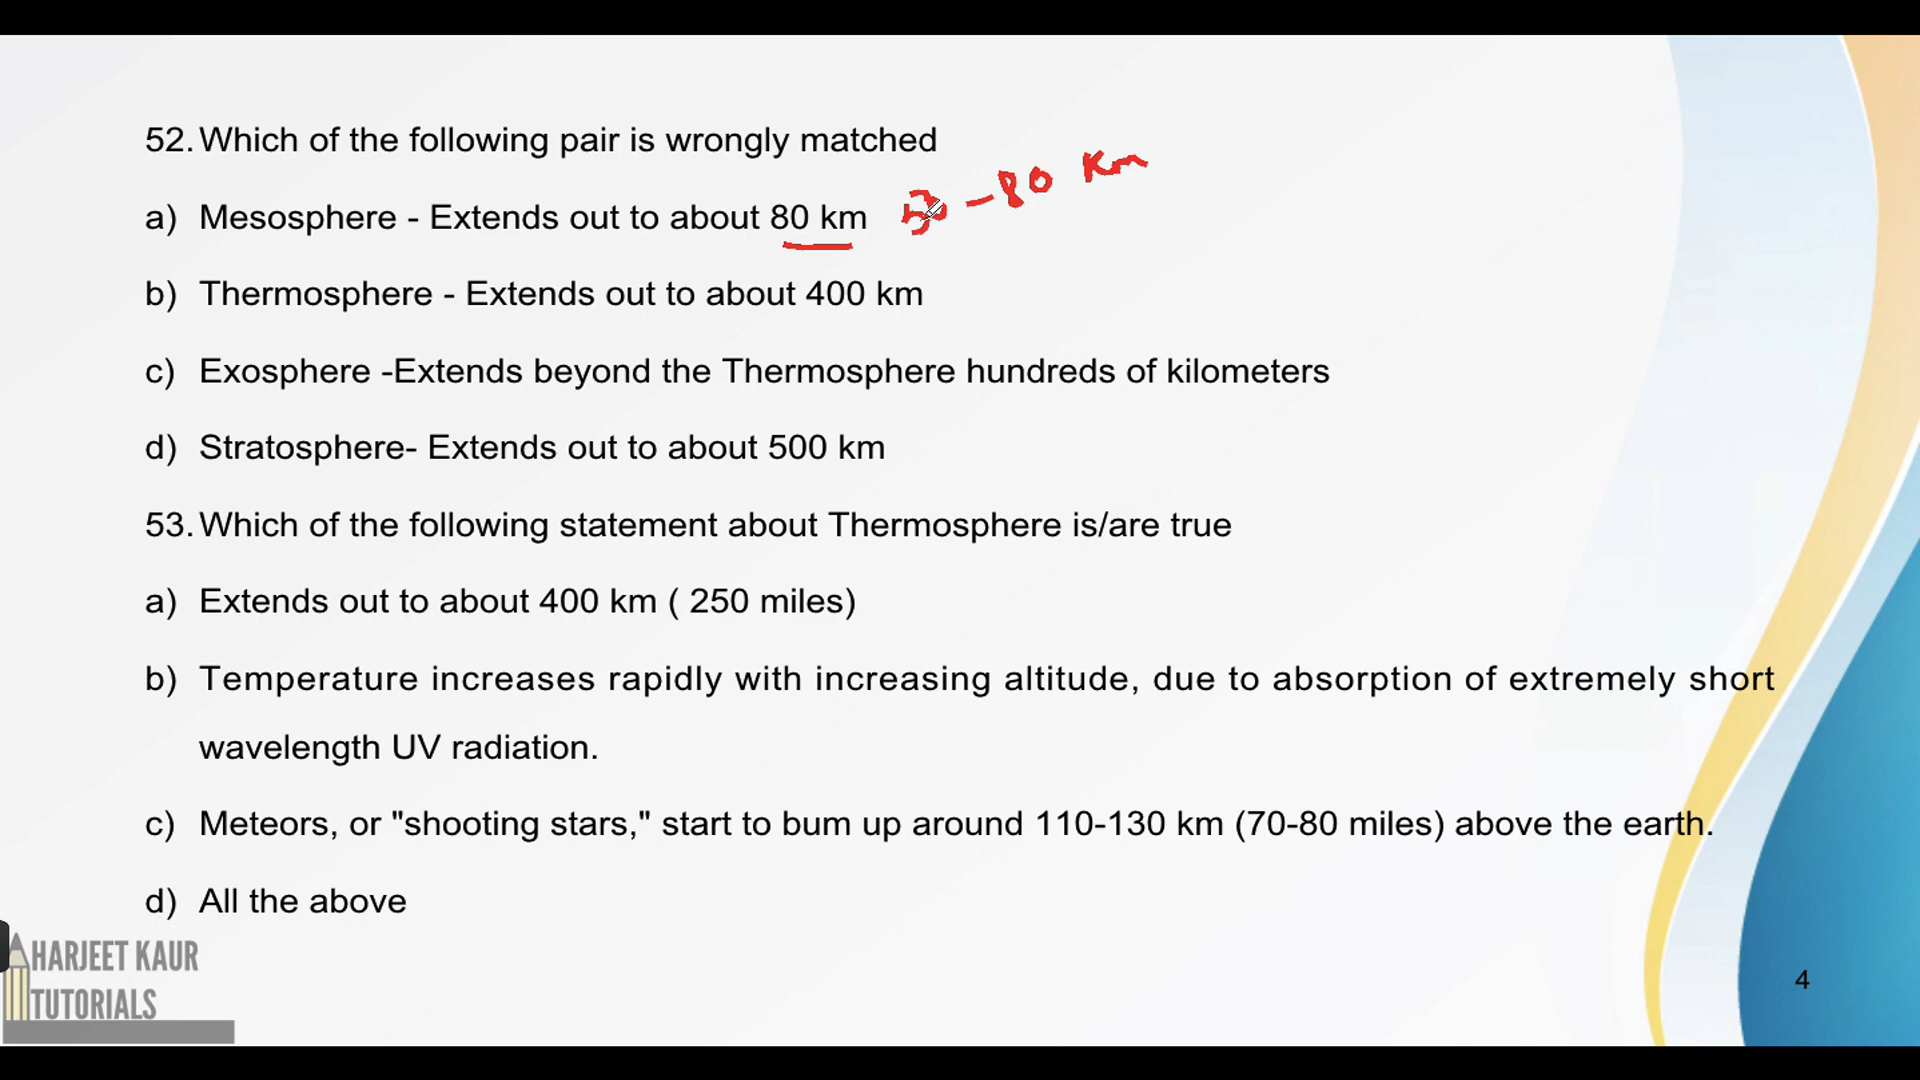 52. Which of the following pair is wrongly matched
a) Mesosphere - Extends out to about 80 km 50-80 Km
b) Thermosphere - Extends out to about 400 km
c) Exosphere -Extends beyond the Thermosphere hundreds of kilometers
d) Stratosphere- Extends out to about 500 km
53. Which of the following statement about Thermosphere is/are true
a) Extends out to about 400 km ( 250 miles)
b) Temperature increases rapidly with increasing altitude, due to absorption of extremely short
wavelength UV radiation.
c) Meteors, or "shooting stars," start to bum up around 110-130 km (70-80 miles) above the earth.
d) All the above
HARJEET KAUR
TUTORIALS
4